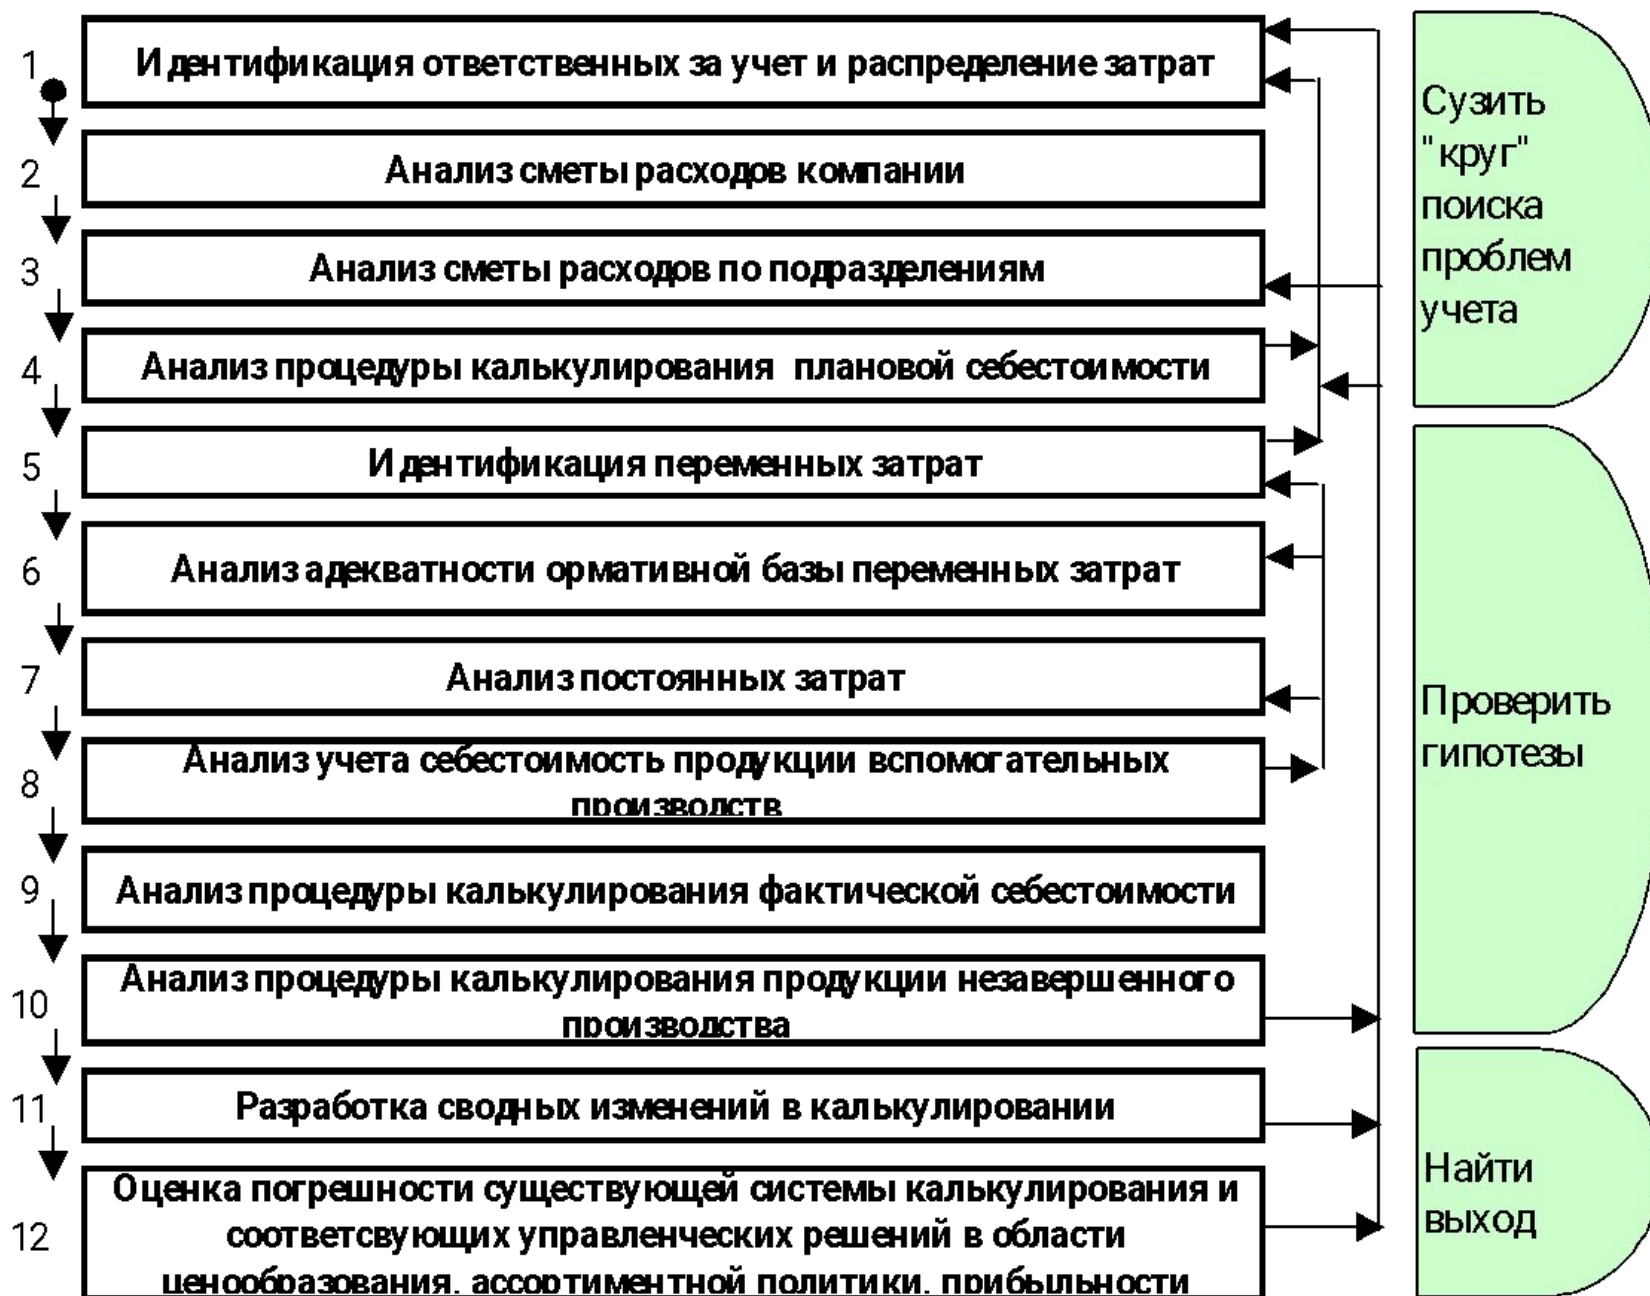 1
Идентификация ответственных за учет и распределение затрат
2
Анализ сметы расходов компании
3
Анализ сметы расходов по подразделениям
4
Анализ процедуры калькулирования плановой себестоимости
Сузить
"круг"
поиска
проблем
учета
5
Идентификация переменных затрат
6
Анализ адекватности ормативной базы переменных затрат
7
Анализ постоянных затрат
8
Анализ учета себестоимость продукции вспомогательных
производств
9
Анализ процедуры калькулирования фактической себестоимости
10
Анализ процедуры калькулирования продукции незавершенного
производства
Проверить
гипотезы
11
Разработка сводных изменений в калькулировании
12
Оценка погрешности существующей системы калькулирования и
соответсвующих управленческих решений в области
ценообразования, ассортиментной политики, прибыльности
Найти
выход